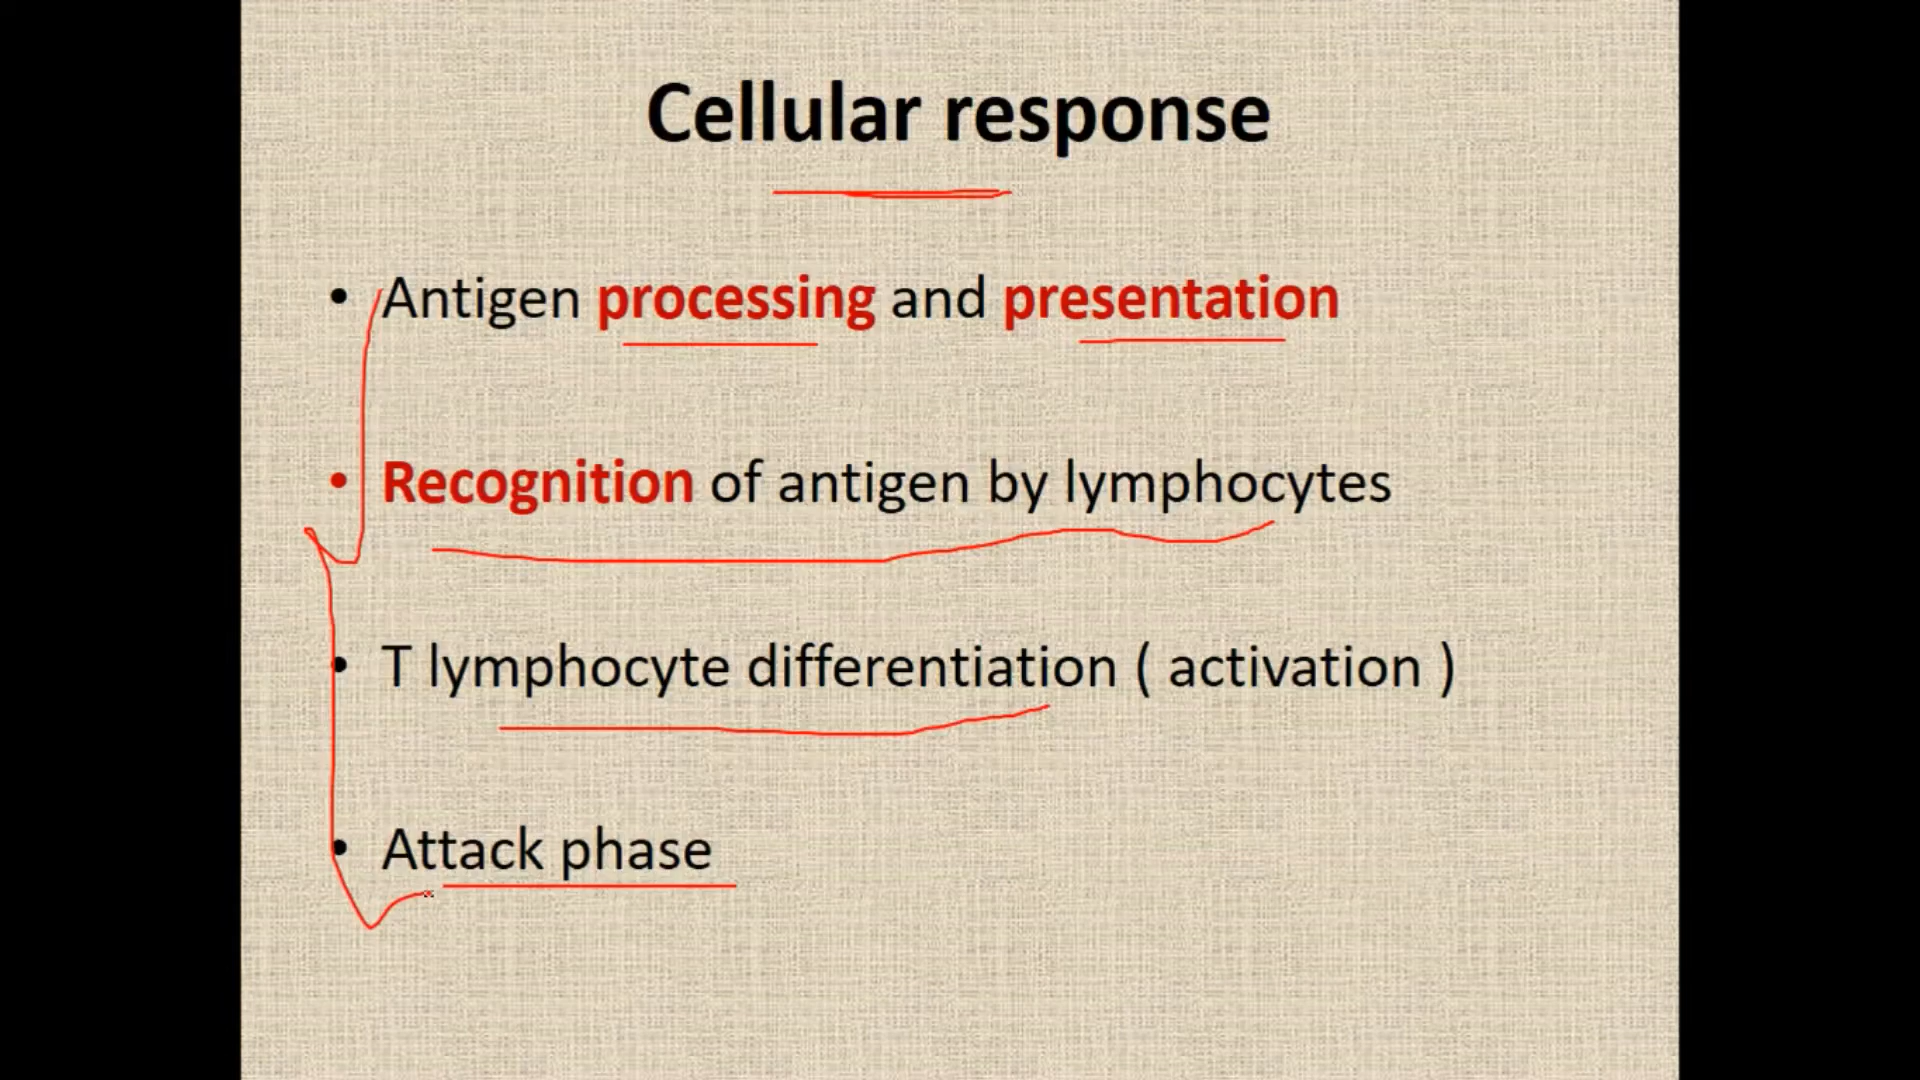 Cellular response
• Antigen processing and presentation
• Recognition of antigen by lymphocytes
• T lymphocyte differentiation ( activation )
• Attack phase